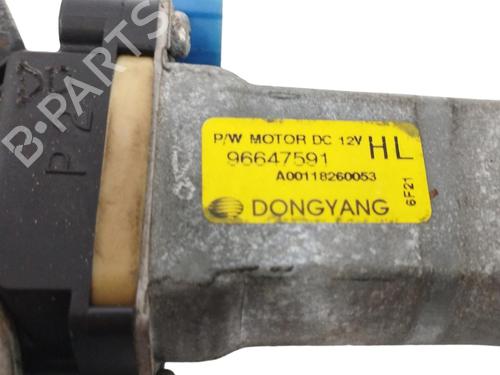 P/W MOTOR DC 12V
HL
96647591
A00118260053
6F21
DONGYANG
B-PARTS